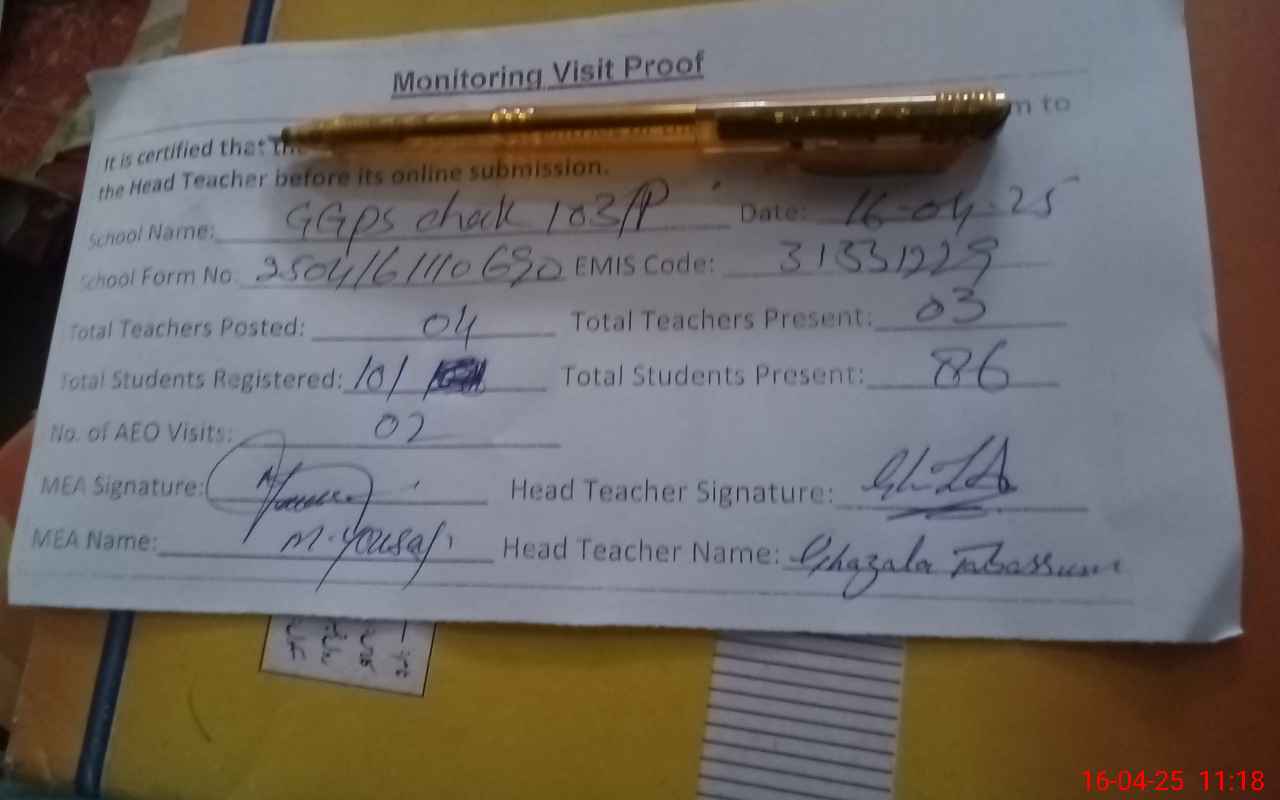 Monitoring Visit Proof
It is certified that the m to
the Head Teacher before its online submission.
School Name: GGPS chak 103/P Date: 16-04-25
School Form No. 2504161110690 EMIS Code: 31331229
Total Teachers Posted: 04 Total Teachers Present: 03
Total Students Registered: 101 Total Students Present: 86
No. of AEO Visits: 02
MEA Signature: Head Teacher Signature:
MEA Name: M. Yousaf Head Teacher Name: Ghazala Tabassum
16-04-25 11:18